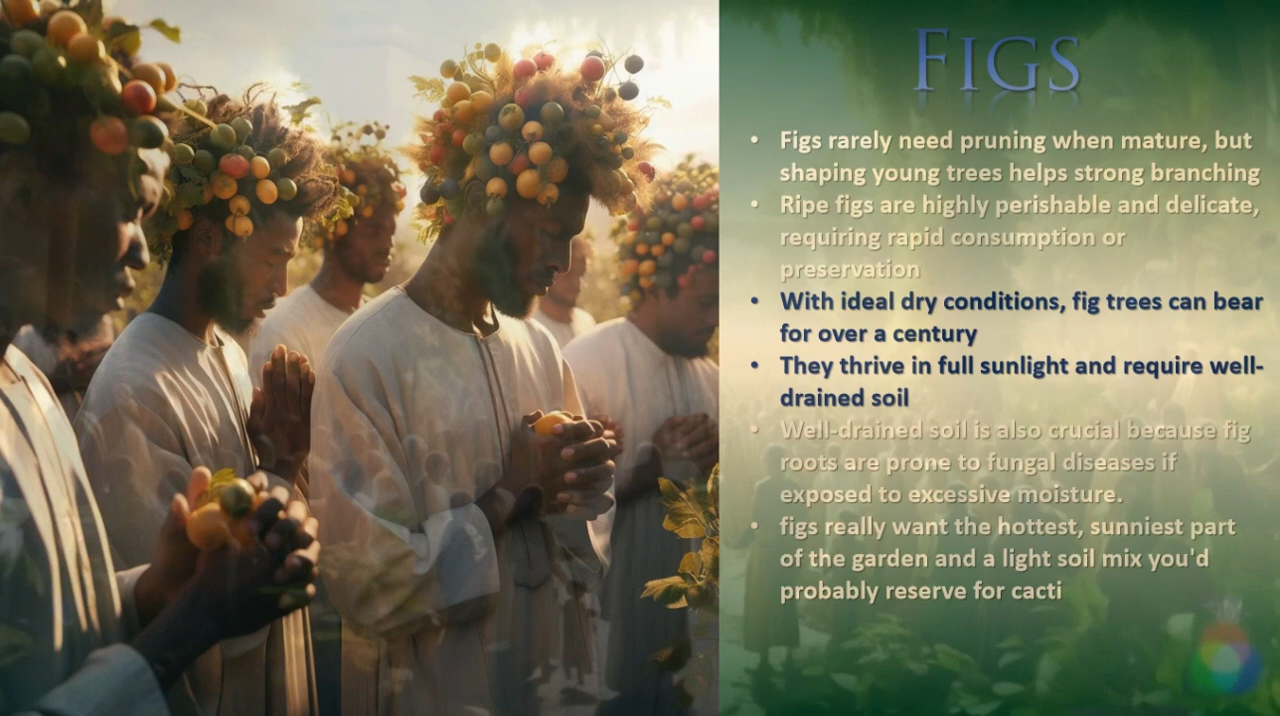 Figs
• Figs rarely need pruning when mature, but
shaping young trees helps strong branching
• Ripe figs are highly perishable and delicate,
requiring rapid consumption or
preservation
• With ideal dry conditions, fig trees can bear
for over a century
• They thrive in full sunlight and require well-
drained soil
• Well-drained soil is also crucial because fig
roots are prone to fungal diseases if
exposed to excessive moisture.
• figs really want the hottest, sunniest part
of the garden and a light soil mix you'd
probably reserve for cacti